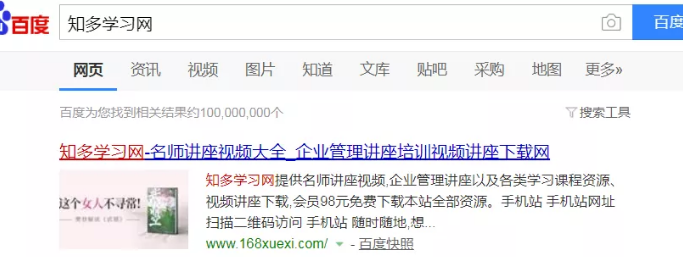 百度 知多学习网 百度
网页 资讯 视频 图片 知道 文库 贴吧 采购 地图 更多»
百度为您找到相关结果约100,000,000个 搜索工具
知多学习网-名师讲座视频大全_企业管理讲座培训视频讲座下载网
知多学习网提供名师讲座视频,企业管理讲座以及各类学习课程资源、
视频讲座下载,会员98元免费下载本站全部资源。手机站 手机站网址
扫描二维码访问 手机站 随时随地,想...
www.168xuexi.com/ - 百度快照
这个女人不寻常!